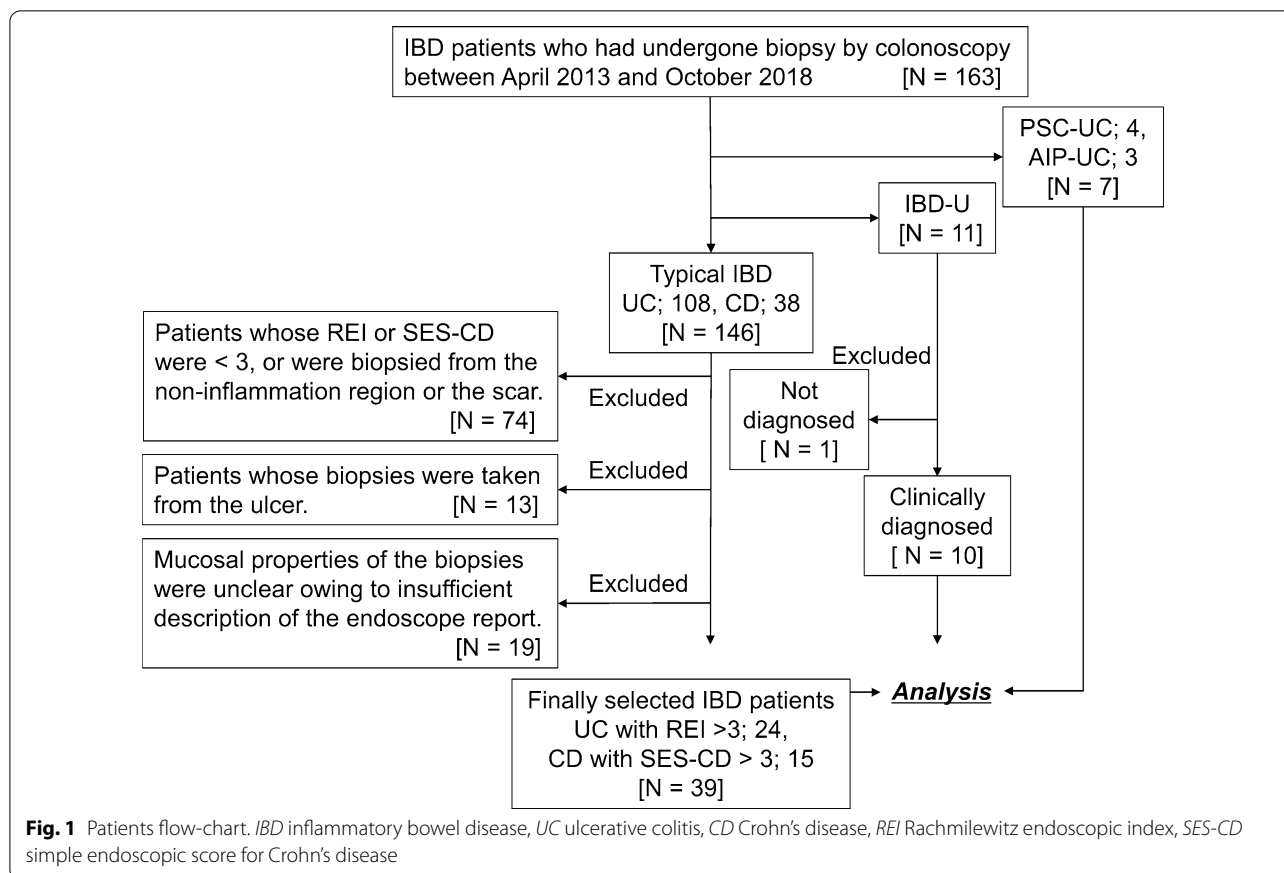 IBD patients who had undergone biopsy by colonoscopy
between April 2013 and October 2018 [N = 163]
PSC-UC; 4,
AIP-UC; 3
[N = 7]
IBD-U
[N = 11]
Typical IBD
UC; 108, CD; 38
[N = 146]
Patients whose REI or SES-CD
were < 3, or were biopsied from the
non-inflammation region or the scar.
[N = 74]
Excluded
Excluded
Not
diagnosed
[ N = 1]
Patients whose biopsies were taken
from the ulcer. [N = 13]
Excluded
Clinically
diagnosed
[ N = 10]
Mucosal properties of the biopsies
were unclear owing to insufficient
description of the endoscope report.
[N = 19]
Excluded
Finally selected IBD patients
UC with REI >3; 24,
CD with SES-CD > 3; 15
[N = 39]
Analysis
Fig. 1 Patients flow-chart. IBD inflammatory bowel disease, UC ulcerative colitis, CD Crohn’s disease, REI Rachmilewitz endoscopic index, SES-CD
simple endoscopic score for Crohn’s disease